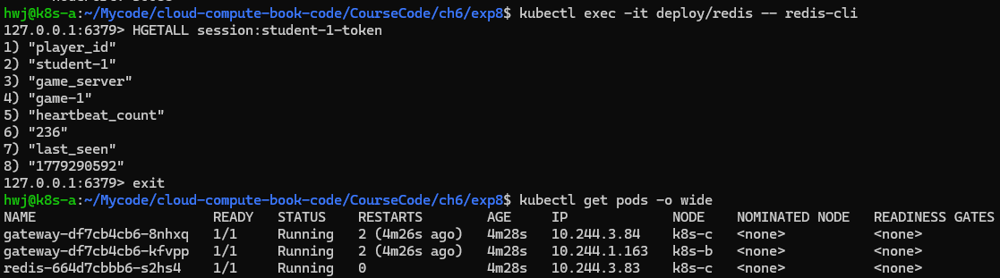 hwj@k8s-a:~/Mycode/cloud-compute-book-code/CourseCode/ch6/exp8$ kubectl exec -it deploy/redis -- redis-cli
127.0.0.1:6379> HGETALL session:student-1-token
1) "player_id"
2) "student-1"
3) "game_server"
4) "game-1"
5) "heartbeat_count"
6) "236"
7) "last_seen"
8) "1779290592"
127.0.0.1:6379> exit
hwj@k8s-a:~/Mycode/cloud-compute-book-code/CourseCode/ch6/exp8$ kubectl get pods -o wide
NAME READY STATUS RESTARTS AGE IP NODE NOMINATED NODE READINESS GATES
gateway-df7cb4cb6-8nhxq 1/1 Running 2 (4m26s ago) 4m28s 10.244.3.84 k8s-c <none> <none>
gateway-df7cb4cb6-kfvpp 1/1 Running 2 (4m26s ago) 4m28s 10.244.1.163 k8s-b <none> <none>
redis-664d7cbbb6-s2hs4 1/1 Running 0 4m28s 10.244.3.83 k8s-c <none> <none>